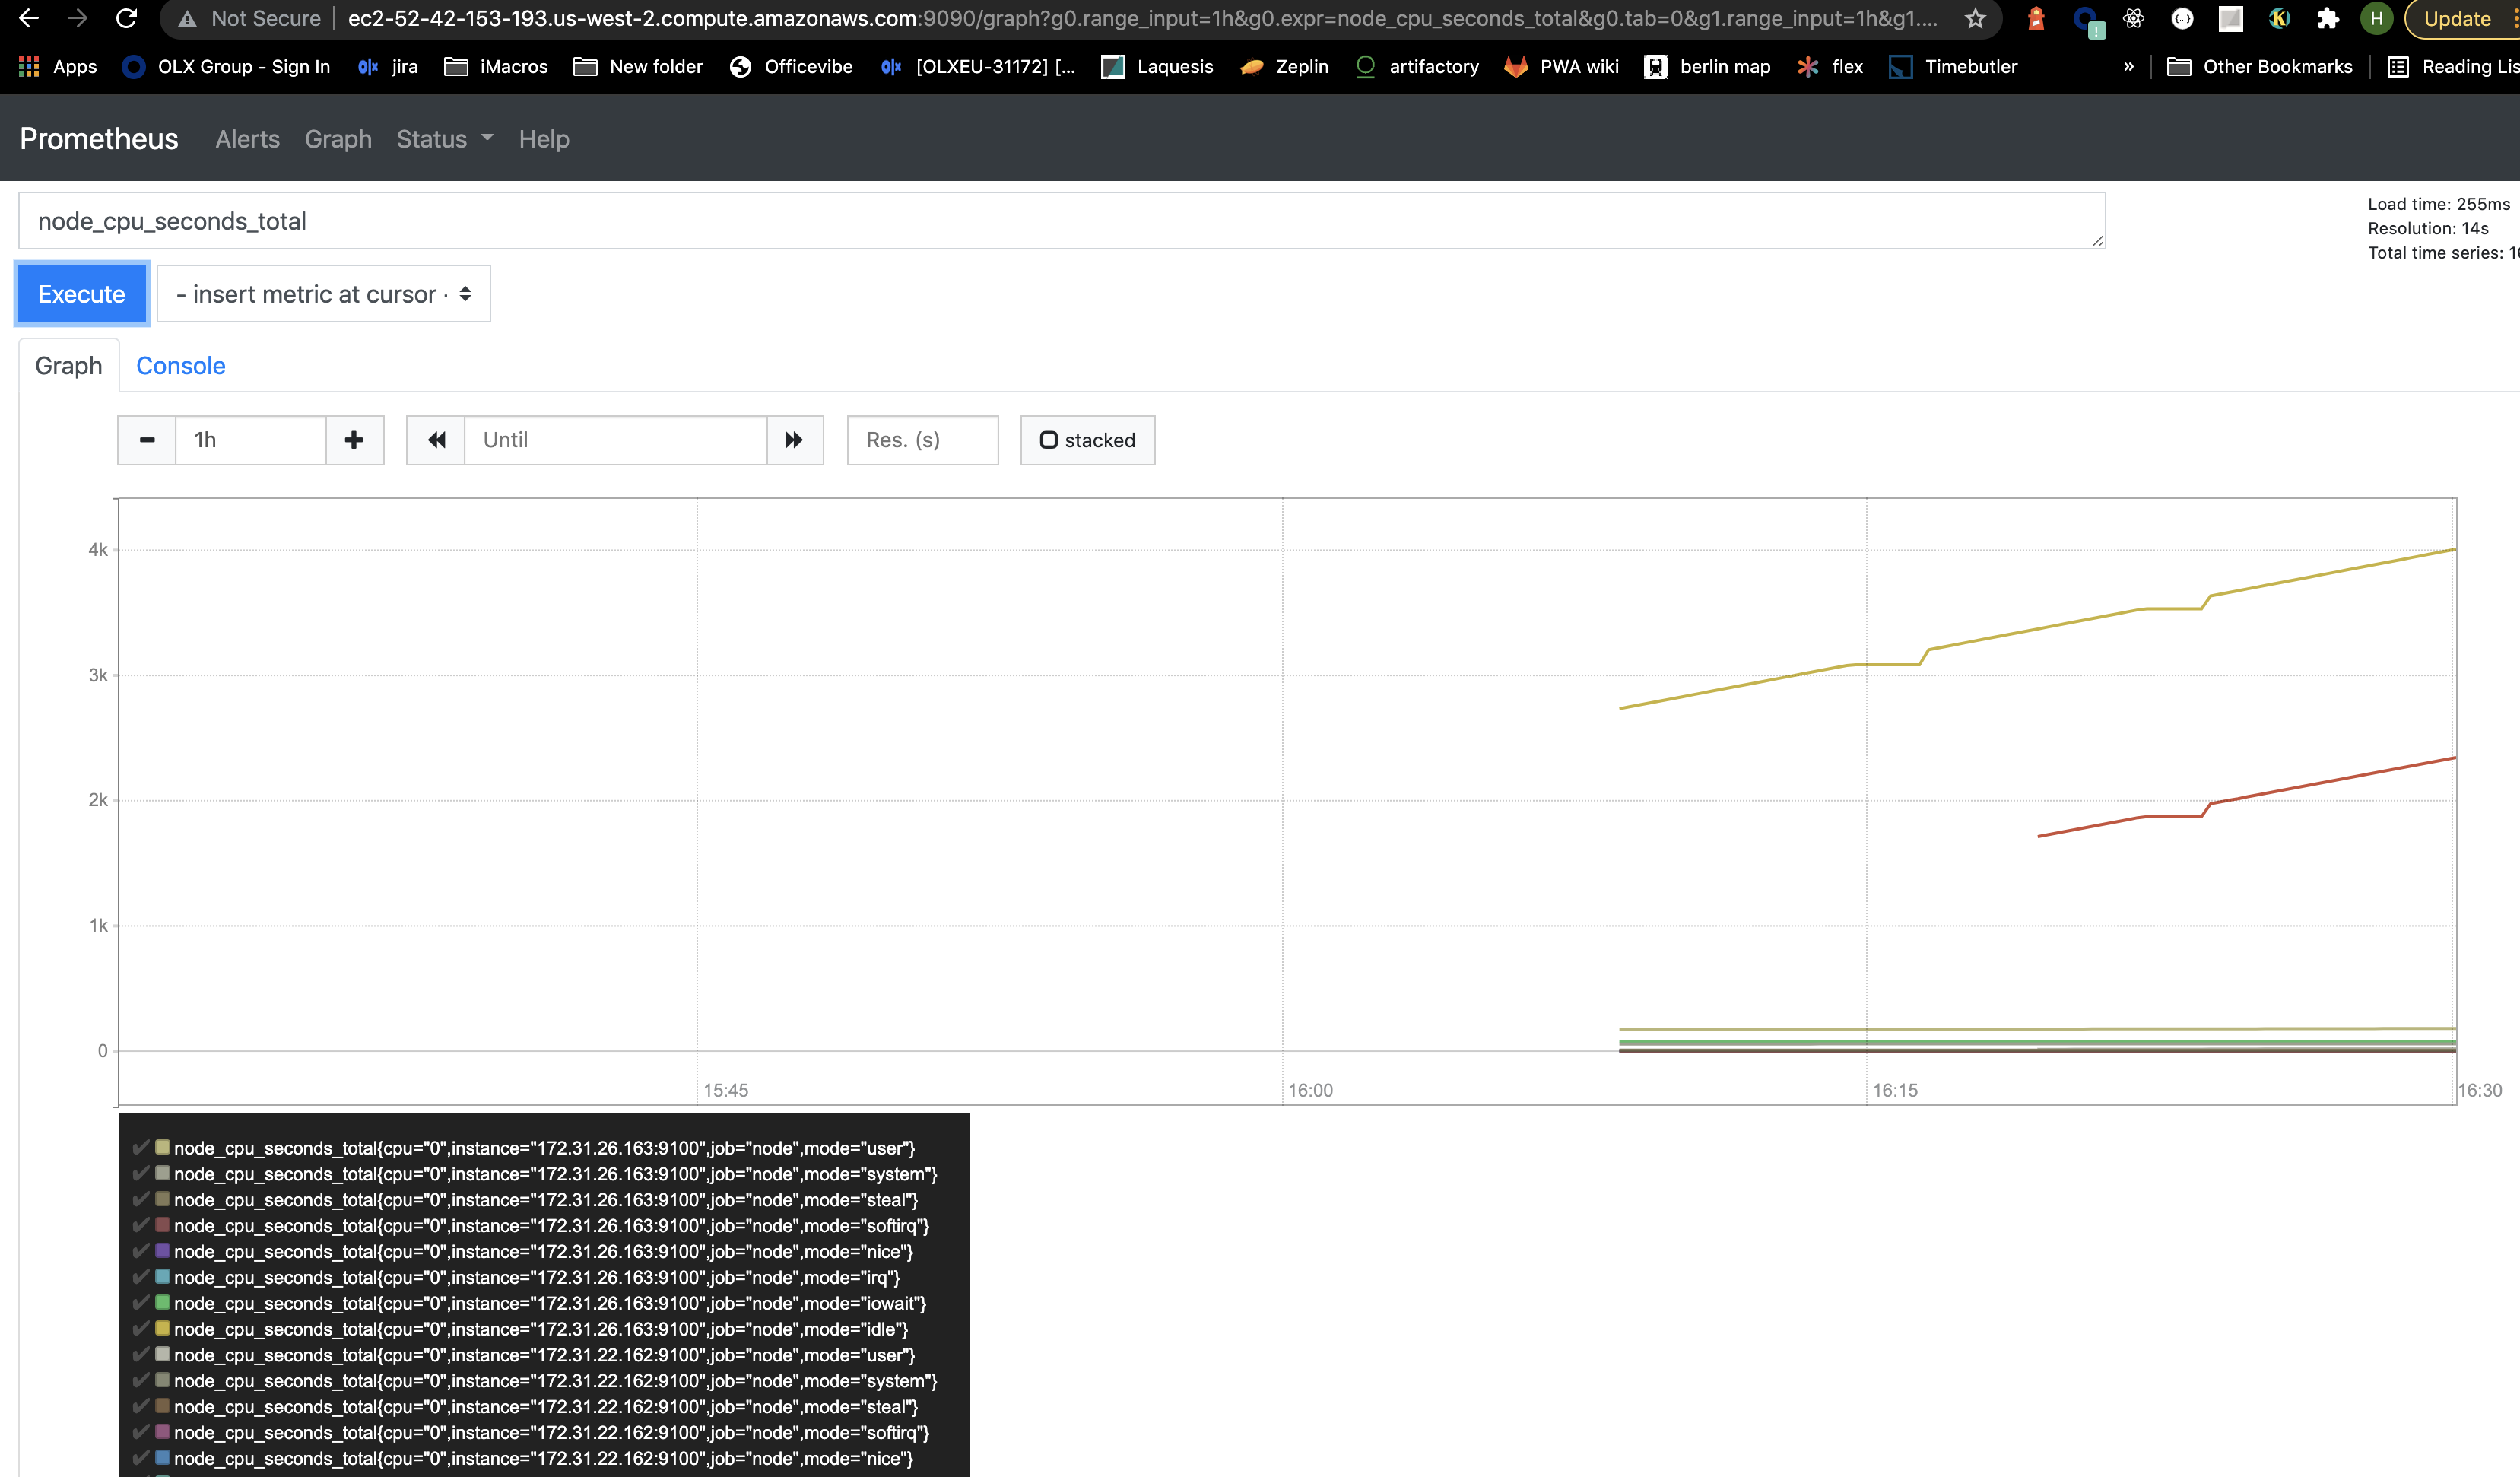 Not Secure ec2-52-42-153-193.us-west-2.compute.amazonaws.com:9090/graph?g0.range_input=1h&g0.expr=node_cpu_seconds_total&g0.tab=0&g1.range_input=1h&g1.... K H Update
Apps OLX Group - Sign In jira iMacros New folder Officevibe [OLXEU-31172] [... Laquesis Zeplin artifactory PWA wiki berlin map flex Timebutler » Other Bookmarks Reading Lis
Prometheus Alerts Graph Status Help
node_cpu_seconds_total
Load time: 255ms
Resolution: 14s
Total time series: 1
Execute - insert metric at cursor -
Graph Console
1h Until Res. (s) stacked
4k
3k
2k
1k
0
15:45 16:00 16:15 16:30
node_cpu_seconds_total{cpu="0",instance="172.31.26.163:9100",job="node",mode="user"}
node_cpu_seconds_total{cpu="0",instance="172.31.26.163:9100",job="node",mode="system"}
node_cpu_seconds_total{cpu="0",instance="172.31.26.163:9100",job="node",mode="steal"}
node_cpu_seconds_total{cpu="0",instance="172.31.26.163:9100",job="node",mode="softirq"}
node_cpu_seconds_total{cpu="0",instance="172.31.26.163:9100",job="node",mode="nice"}
node_cpu_seconds_total{cpu="0",instance="172.31.26.163:9100",job="node",mode="irq"}
node_cpu_seconds_total{cpu="0",instance="172.31.26.163:9100",job="node",mode="iowait"}
node_cpu_seconds_total{cpu="0",instance="172.31.26.163:9100",job="node",mode="idle"}
node_cpu_seconds_total{cpu="0",instance="172.31.22.162:9100",job="node",mode="user"}
node_cpu_seconds_total{cpu="0",instance="172.31.22.162:9100",job="node",mode="system"}
node_cpu_seconds_total{cpu="0",instance="172.31.22.162:9100",job="node",mode="steal"}
node_cpu_seconds_total{cpu="0",instance="172.31.22.162:9100",job="node",mode="softirq"}
node_cpu_seconds_total{cpu="0",instance="172.31.22.162:9100",job="node",mode="nice"}